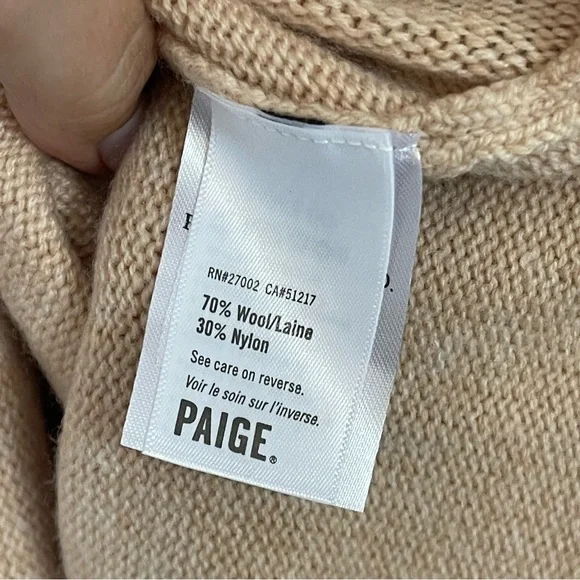 RN#27002 CA#51217
70% Wool/Laine
30% Nylon
See care on reverse.
Voir le soin sur l'inverse.
PAIGE®